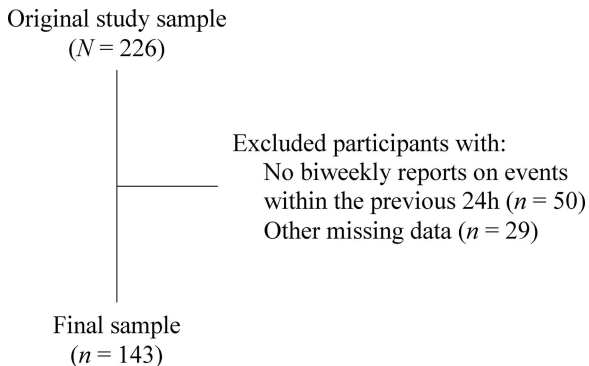 Original study sample
(N = 226)
Excluded participants with:
No biweekly reports on events
within the previous 24h (n = 50)
Other missing data (n = 29)
Final sample
(n = 143)